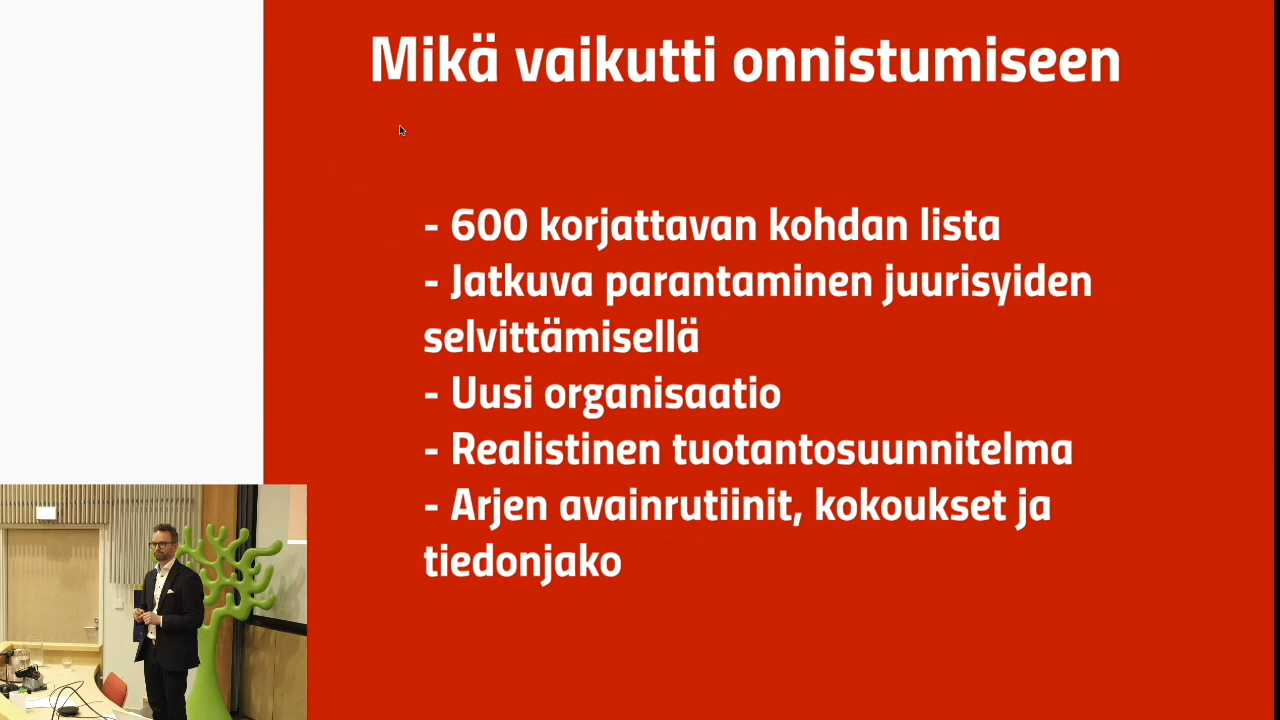 Mikä vaikutti onnistumiseen
- 600 korjattavan kohdan lista
- Jatkuva parantaminen juurisyiden
selvittämisellä
- Uusi organisaatio
- Realistinen tuotantosuunnitelma
- Arjen avainrutiinit, kokoukset ja
tiedonjako